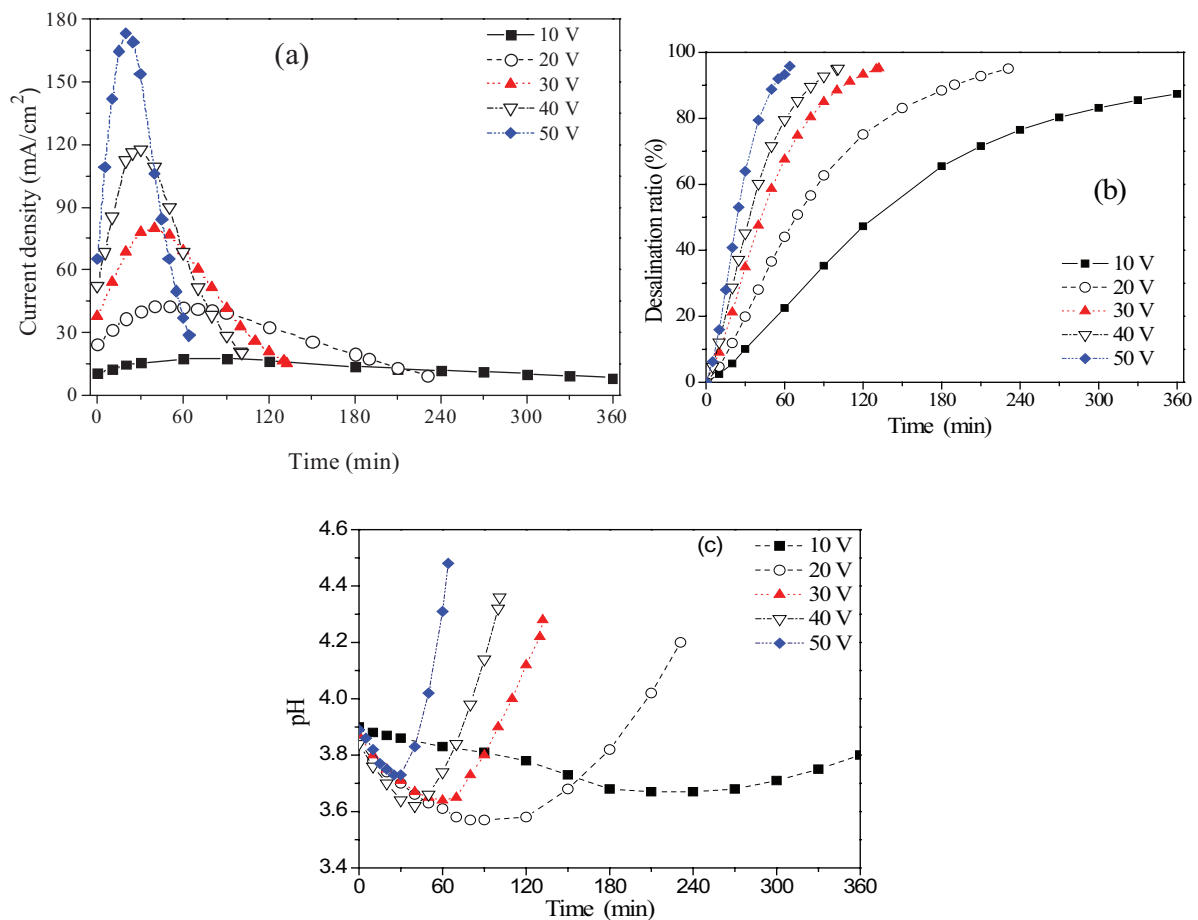 180
150
120
90
60
30
0
Current density (mA/cm²)
(a)
10 V
20 V
30 V
40 V
50 V
0 60 120 180 240 300 360
Time (min)
100
80
60
40
20
0
Desalination ratio (%)
(b)
10 V
20 V
30 V
40 V
50 V
0 60 120 180 240 300 360
Time (min)
4.6
4.4
4.2
4.0
3.8
3.6
3.4
pH
(c)
10 V
20 V
30 V
40 V
50 V
0 60 120 180 240 300 360
Time (min)